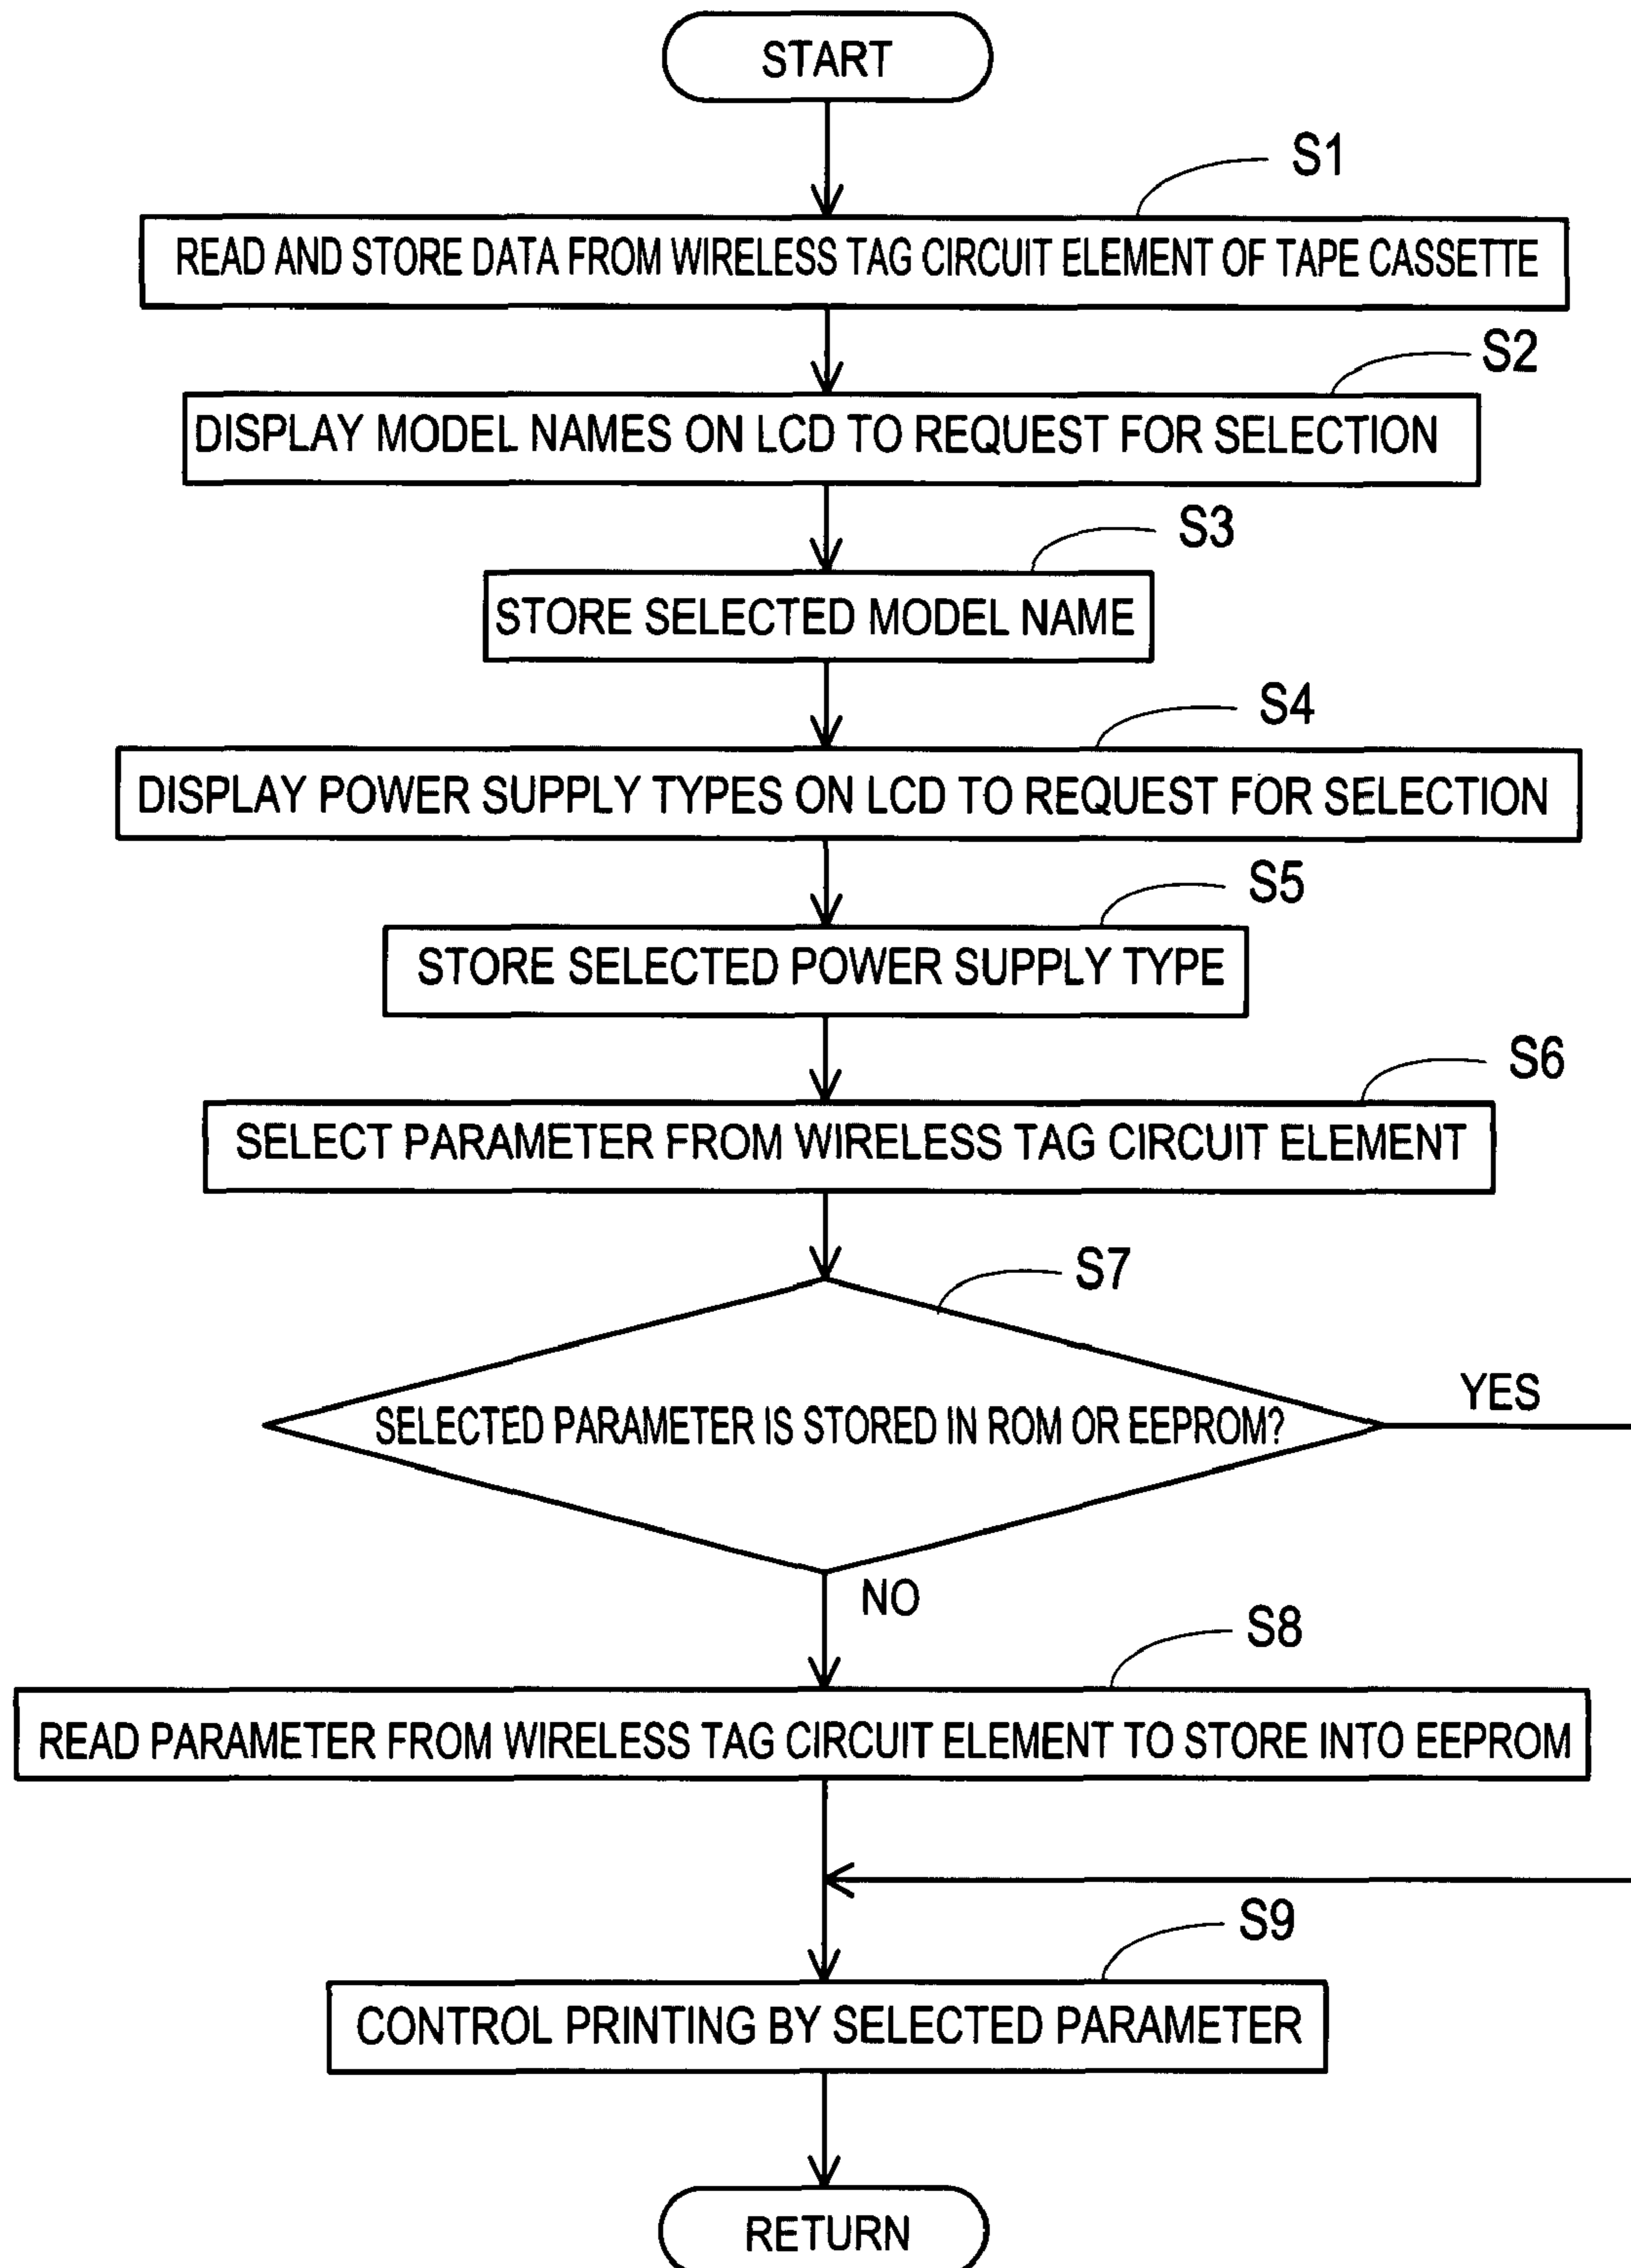 START
S1
READ AND STORE DATA FROM WIRELESS TAG CIRCUIT ELEMENT OF TAPE CASSETTE
S2
DISPLAY MODEL NAMES ON LCD TO REQUEST FOR SELECTION
S3
STORE SELECTED MODEL NAME
S4
DISPLAY POWER SUPPLY TYPES ON LCD TO REQUEST FOR SELECTION
S5
STORE SELECTED POWER SUPPLY TYPE
S6
SELECT PARAMETER FROM WIRELESS TAG CIRCUIT ELEMENT
S7
SELECTED PARAMETER IS STORED IN ROM OR EEPROM?
YES
NO
S8
READ PARAMETER FROM WIRELESS TAG CIRCUIT ELEMENT TO STORE INTO EEPROM
S9
CONTROL PRINTING BY SELECTED PARAMETER
RETURN